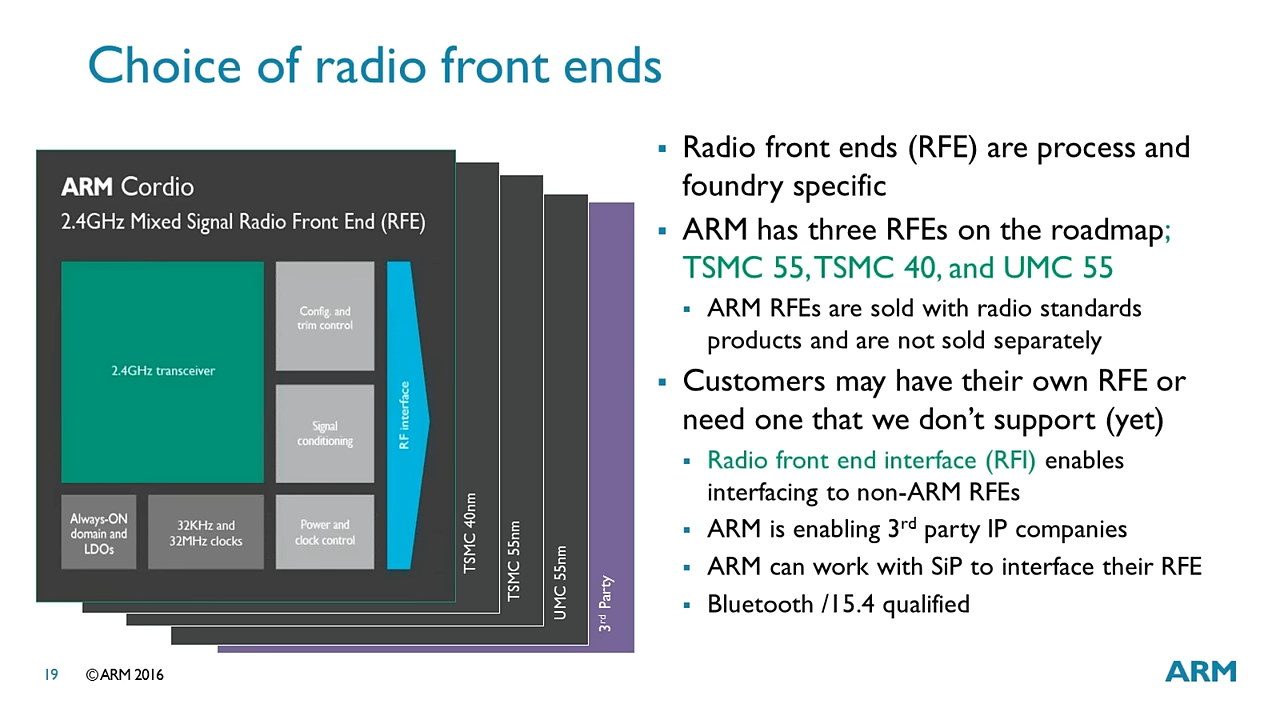 Choice of radio front ends
ARM Cordio
2.4GHz Mixed Signal Radio Front End (RFE)
2.4GHz transceiver
Config. and
trim control
Signal
conditioning
RF interface
Always-ON
domain and
LDOs
32KHz and
32MHz clocks
Power and
clock control
TSMC 40nm
TSMC 55nm
UMC 55nm
3rd Party
▪ Radio front ends (RFE) are process and
foundry specific
▪ ARM has three RFEs on the roadmap;
TSMC 55, TSMC 40, and UMC 55
▪ ARM RFEs are sold with radio standards
products and are not sold separately
▪ Customers may have their own RFE or
need one that we don’t support (yet)
▪ Radio front end interface (RFI) enables
interfacing to non-ARM RFEs
▪ ARM is enabling 3rd party IP companies
▪ ARM can work with SiP to interface their RFE
▪ Bluetooth /15.4 qualified
19 © ARM 2016
ARM